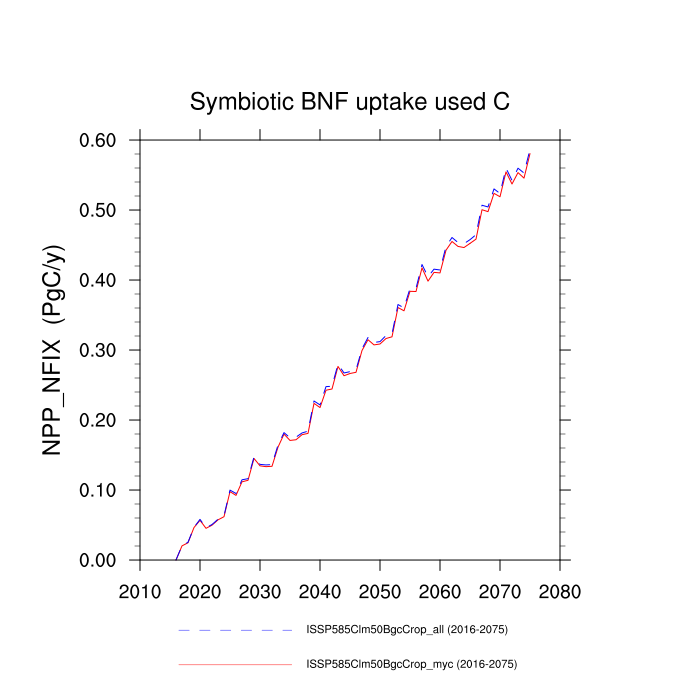 Symbiotic BNF uptake used C
NPP_NFIX (PgC/y)
0.60
0.50
0.40
0.30
0.20
0.10
0.00
2010 2020 2030 2040 2050 2060 2070 2080
ISSP585Clm50BgcCrop_all (2016-2075)
ISSP585Clm50BgcCrop_myc (2016-2075)